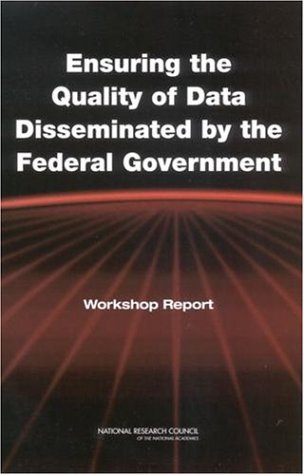 Ensuring the
Quality of Data
Disseminated by the
Federal Government
Workshop Report
NATIONAL RESEARCH COUNCIL
OF THE NATIONAL ACADEMIES